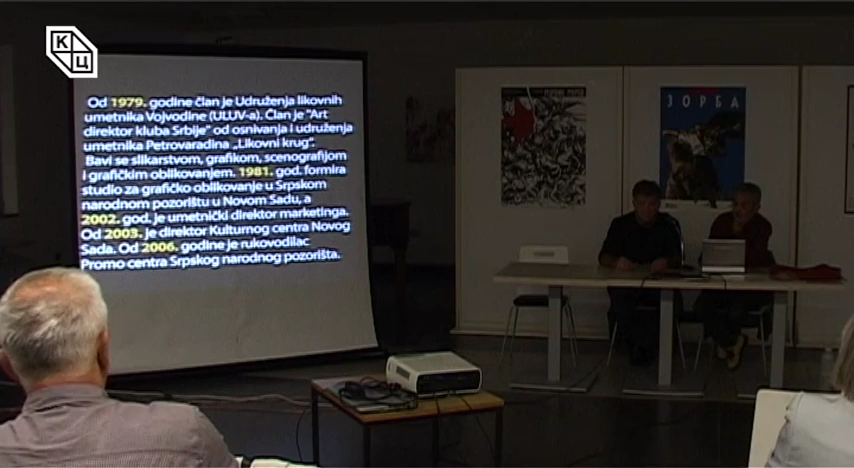 К
Ц
Од 1979. godine član je Udruženja likovnih
umetnika Vojvodine (ULUV-a). Član je "Art
direktor kluba Srbije" od osnivanja i udruženja
umetnika Petrovaradina „Likovni krug“.
Bavi se slikarstvom, grafikom, scenografijom
i grafičkim oblikovanjem. 1981. god. formira
studio za grafičko oblikovanje u Srpskom
narodnom pozorištu u Novom Sadu, a
2002. god. je umetnički direktor marketinga.
Od 2003. je direktor Kulturnog centra Novog
Sada. Od 2006. godine je rukovodilac
Promo centra Srpskog narodnog pozorišta.
ЗОРБА